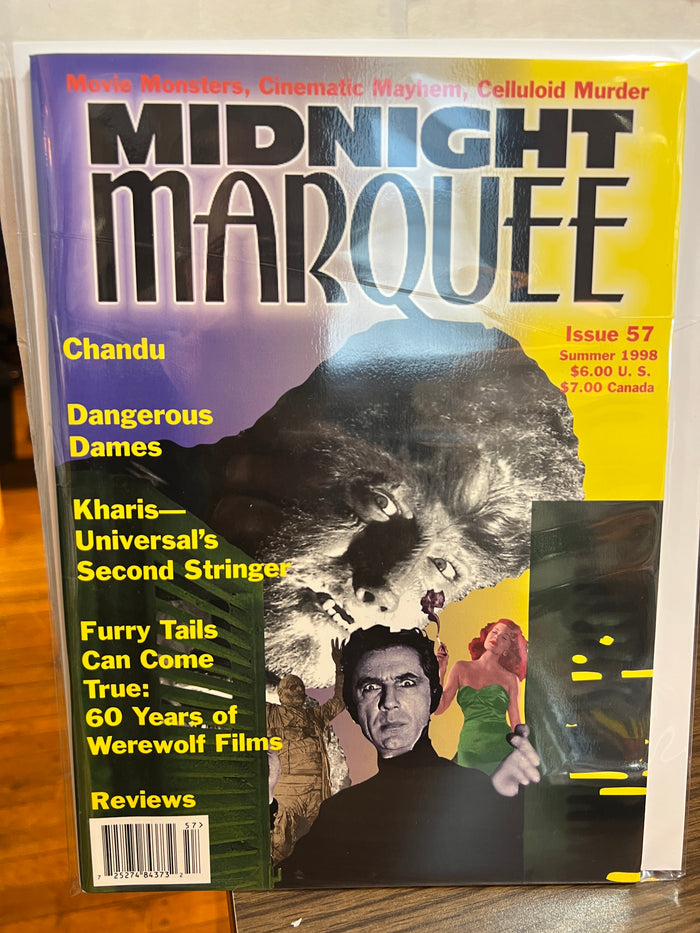 Movie Monsters, Cinematic Mayhem, Celluloid Murder
MIDNIGHT
MARQUEE
Issue 57
Summer 1998
$6.00 U. S.
$7.00 Canada
Chandu
Dangerous
Dames
Kharis—
Universal's
Second Stringer
Furry Tails
Can Come
True:
60 Years of
Werewolf Films
Reviews
57>
7 25274 84373 2